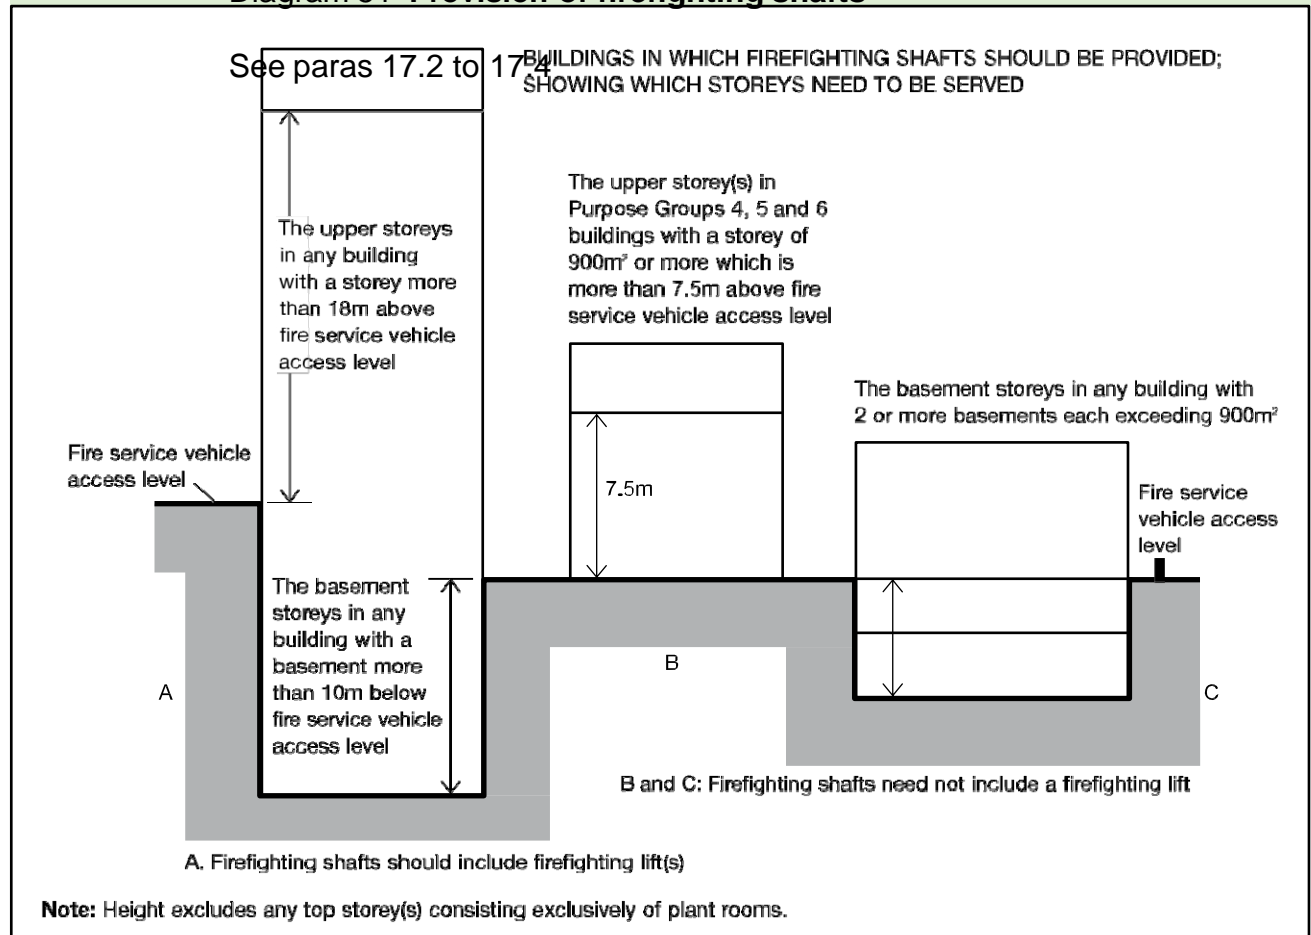 Diagram Provision of firefighting shafts
See paras 17.2 to 17.4
BUILDINGS IN WHICH FIREFIGHTING SHAFTS SHOULD BE PROVIDED;
SHOWING WHICH STOREYS NEED TO BE SERVED
The upper storeys
in any building
with a storey more
than 18m above
fire service vehicle
access level
The upper storey(s) in
Purpose Groups 4, 5 and 6
buildings with a storey of
900m² or more which is
more than 7.5m above fire
service vehicle access level
The basement storeys in any building with
2 or more basements each exceeding 900m²
Fire service vehicle
access level
7.5m
Fire service
vehicle access
level
The basement
storeys in any
building with a
basement more
than 10m below
fire service vehicle
access level
A
B
C
B and C: Firefighting shafts need not include a firefighting lift
A. Firefighting shafts should include firefighting lift(s)
Note: Height excludes any top storey(s) consisting exclusively of plant rooms.